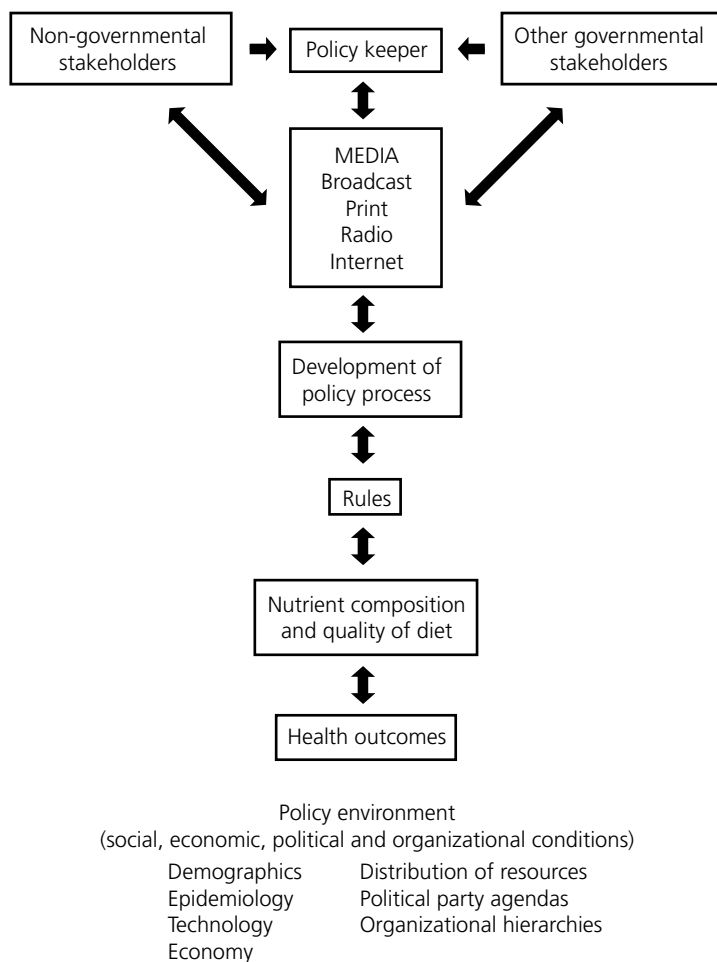 Non-governmental
stakeholders
Policy keeper
Other governmental
stakeholders
MEDIA
Broadcast
Print
Radio
Internet
Development of
policy process
Rules
Nutrient composition
and quality of diet
Health outcomes
Policy environment
(social, economic, political and organizational conditions)
Demographics
Epidemiology
Technology
Economy
Distribution of resources
Political party agendas
Organizational hierarchies